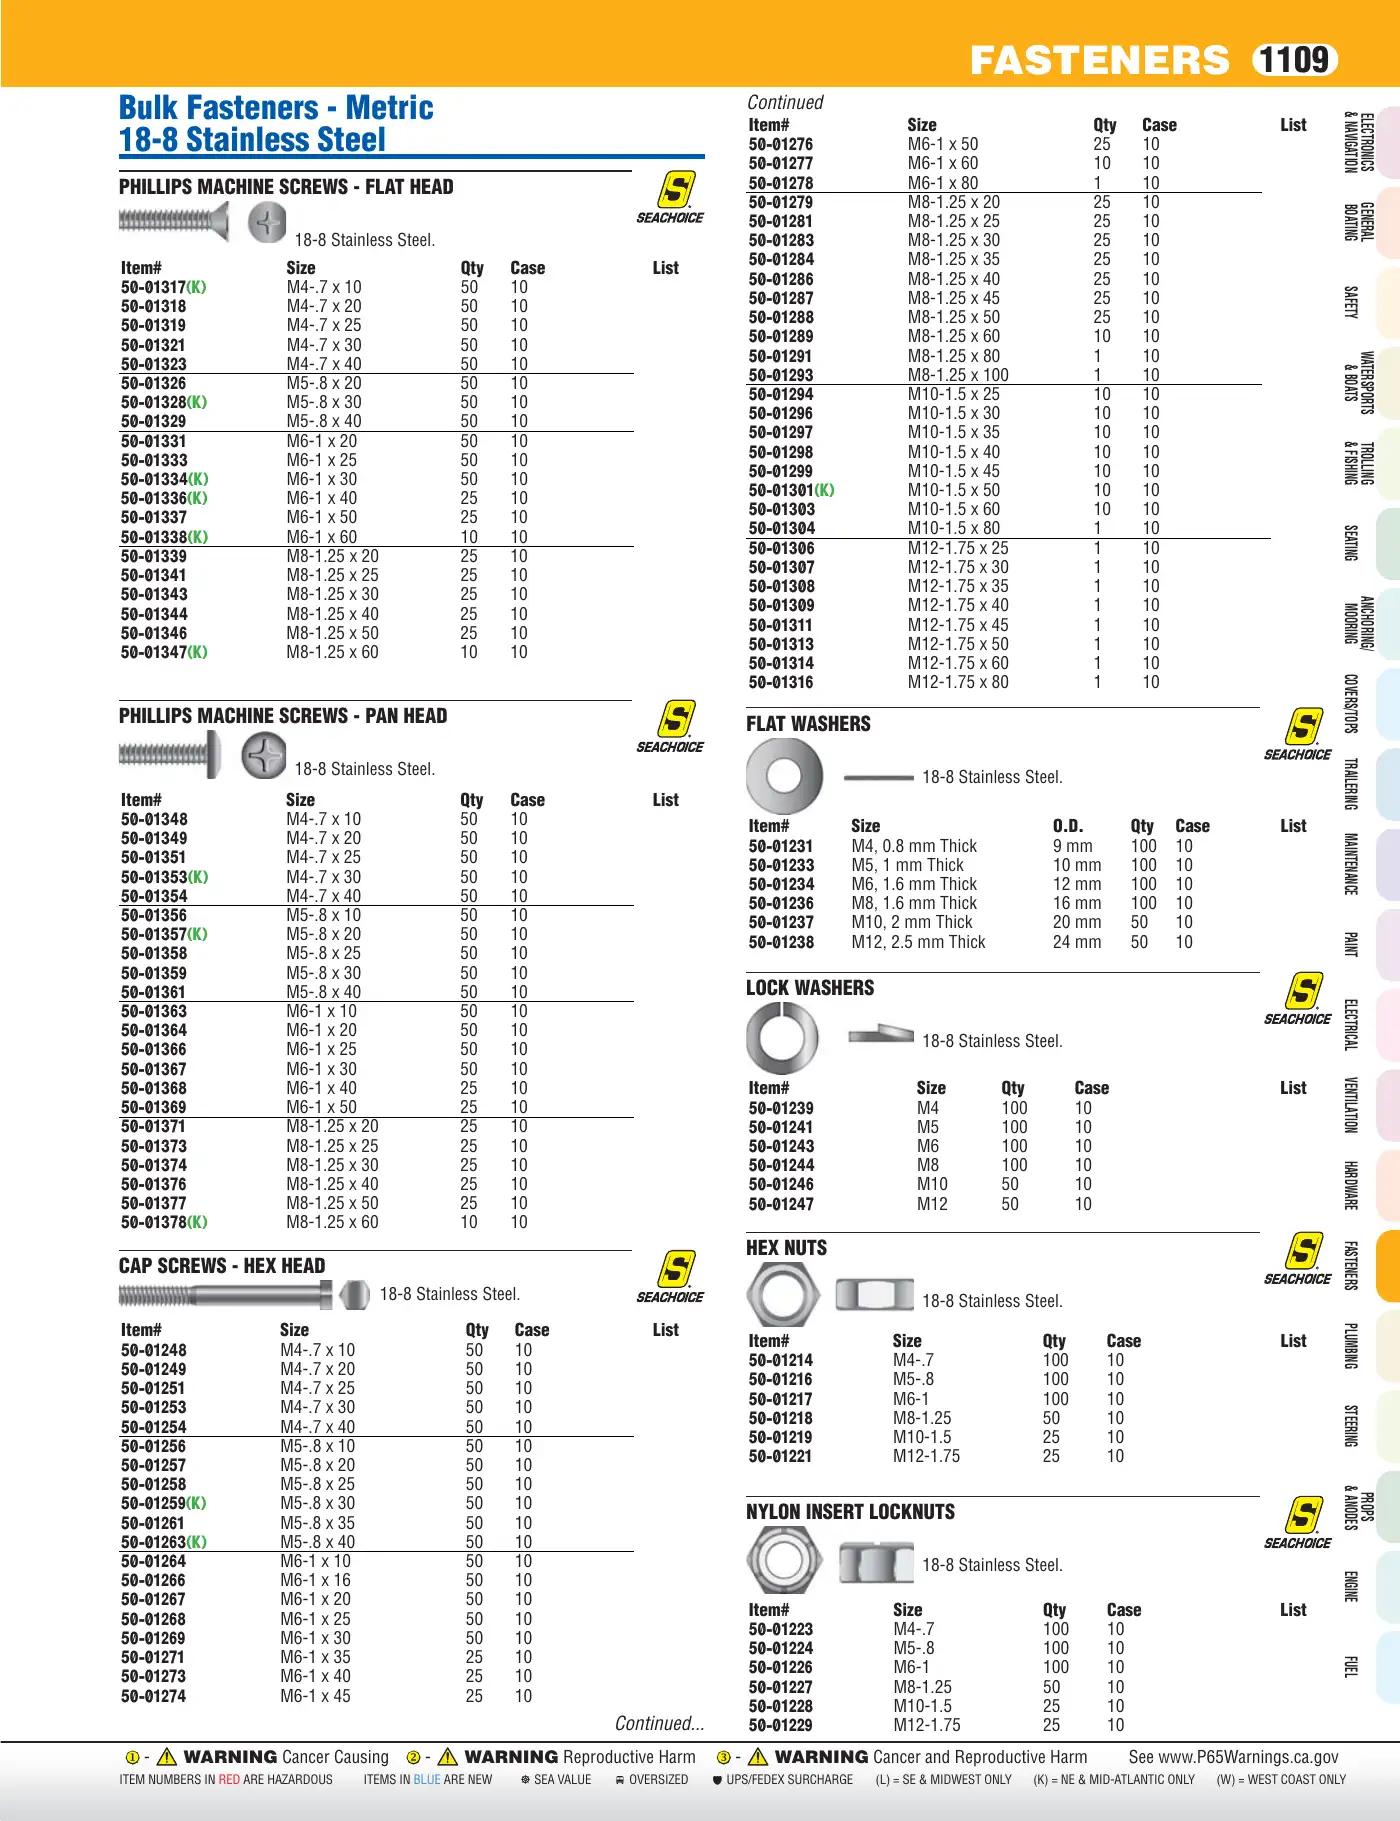 FASTENERS 1109
Bulk Fasteners - Metric
18-8 Stainless Steel
PHILLIPS MACHINE SCREWS - FLAT HEAD
SEACHOICE
18-8 Stainless Steel.
Item# Size Qty Case List
50-01317(K) M4-.7 x 10 50 10
50-01318 M4-.7 x 20 50 10
50-01319 M4-.7 x 25 50 10
50-01321 M4-.7 x 30 50 10
50-01323 M4-.7 x 40 50 10
50-01326 M5-.8 x 20 50 10
50-01328(K) M5-.8 x 30 50 10
50-01329 M5-.8 x 40 50 10
50-01331 M6-1 x 20 50 10
50-01333 M6-1 x 25 50 10
50-01334(K) M6-1 x 30 50 10
50-01336(K) M6-1 x 40 25 10
50-01337 M6-1 x 50 25 10
50-01338(K) M6-1 x 60 10 10
50-01339 M8-1.25 x 20 25 10
50-01341 M8-1.25 x 25 25 10
50-01343 M8-1.25 x 30 25 10
50-01344 M8-1.25 x 40 25 10
50-01346 M8-1.25 x 50 25 10
50-01347(K) M8-1.25 x 60 10 10
PHILLIPS MACHINE SCREWS - PAN HEAD
SEACHOICE
18-8 Stainless Steel.
Item# Size Qty Case List
50-01348 M4-.7 x 10 50 10
50-01349 M4-.7 x 20 50 10
50-01351 M4-.7 x 25 50 10
50-01353(K) M4-.7 x 30 50 10
50-01354 M4-.7 x 40 50 10
50-01356 M5-.8 x 10 50 10
50-01357(K) M5-.8 x 20 50 10
50-01358 M5-.8 x 25 50 10
50-01359 M5-.8 x 30 50 10
50-01361 M5-.8 x 40 50 10
50-01363 M6-1 x 10 50 10
50-01364 M6-1 x 20 50 10
50-01366 M6-1 x 25 50 10
50-01367 M6-1 x 30 50 10
50-01368 M6-1 x 40 25 10
50-01369 M6-1 x 50 25 10
50-01371 M8-1.25 x 20 25 10
50-01373 M8-1.25 x 25 25 10
50-01374 M8-1.25 x 30 25 10
50-01376 M8-1.25 x 40 25 10
50-01377 M8-1.25 x 50 25 10
50-01378(K) M8-1.25 x 60 10 10
CAP SCREWS - HEX HEAD
SEACHOICE
18-8 Stainless Steel.
Item# Size Qty Case List
50-01248 M4-.7 x 10 50 10
50-01249 M4-.7 x 20 50 10
50-01251 M4-.7 x 25 50 10
50-01253 M4-.7 x 30 50 10
50-01254 M4-.7 x 40 50 10
50-01256 M5-.8 x 10 50 10
50-01257 M5-.8 x 20 50 10
50-01258 M5-.8 x 25 50 10
50-01259(K) M5-.8 x 30 50 10
50-01261 M5-.8 x 35 50 10
50-01263(K) M5-.8 x 40 50 10
50-01264 M6-1 x 10 50 10
50-01266 M6-1 x 16 50 10
50-01267 M6-1 x 20 50 10
50-01268 M6-1 x 25 50 10
50-01269 M6-1 x 30 50 10
50-01271 M6-1 x 35 25 10
50-01273 M6-1 x 40 25 10
50-01274 M6-1 x 45 25 10
Continued...
Continued
Item# Size Qty Case List
50-01276 M6-1 x 50 25 10
50-01277 M6-1 x 60 10 10
50-01278 M6-1 x 80 1 10
50-01279 M8-1.25 x 20 25 10
50-01281 M8-1.25 x 25 25 10
50-01283 M8-1.25 x 30 25 10
50-01284 M8-1.25 x 35 25 10
50-01286 M8-1.25 x 40 25 10
50-01287 M8-1.25 x 45 25 10
50-01288 M8-1.25 x 50 25 10
50-01289 M8-1.25 x 60 10 10
50-01291 M8-1.25 x 80 1 10
50-01293 M8-1.25 x 100 1 10
50-01294 M10-1.5 x 25 10 10
50-01296 M10-1.5 x 30 10 10
50-01297 M10-1.5 x 35 10 10
50-01298 M10-1.5 x 40 10 10
50-01299 M10-1.5 x 45 10 10
50-01301(K) M10-1.5 x 50 10 10
50-01303 M10-1.5 x 60 10 10
50-01304 M10-1.5 x 80 1 10
50-01306 M12-1.75 x 25 1 10
50-01307 M12-1.75 x 30 1 10
50-01308 M12-1.75 x 35 1 10
50-01309 M12-1.75 x 40 1 10
50-01311 M12-1.75 x 45 1 10
50-01313 M12-1.75 x 50 1 10
50-01314 M12-1.75 x 60 1 10
50-01316 M12-1.75 x 80 1 10
FLAT WASHERS
SEACHOICE
18-8 Stainless Steel.
Item# Size O.D. Qty Case List
50-01231 M4, 0.8 mm Thick 9 mm 100 10
50-01233 M5, 1 mm Thick 10 mm 100 10
50-01234 M6, 1.6 mm Thick 12 mm 100 10
50-01236 M8, 1.6 mm Thick 16 mm 100 10
50-01237 M10, 2 mm Thick 20 mm 50 10
50-01238 M12, 2.5 mm Thick 24 mm 50 10
LOCK WASHERS
SEACHOICE
18-8 Stainless Steel.
Item# Size Qty Case List
50-01239 M4 100 10
50-01241 M5 100 10
50-01243 M6 100 10
50-01244 M8 100 10
50-01246 M10 50 10
50-01247 M12 50 10
HEX NUTS
SEACHOICE
18-8 Stainless Steel.
Item# Size Qty Case List
50-01214 M4-.7 100 10
50-01216 M5-.8 100 10
50-01217 M6-1 100 10
50-01218 M8-1.25 50 10
50-01219 M10-1.5 25 10
50-01221 M12-1.75 25 10
NYLON INSERT LOCKNUTS
SEACHOICE
18-8 Stainless Steel.
Item# Size Qty Case List
50-01223 M4-.7 100 10
50-01224 M5-.8 100 10
50-01226 M6-1 100 10
50-01227 M8-1.25 50 10
50-01228 M10-1.5 25 10
50-01229 M12-1.75 25 10
ELECTRONICS
& NAVIGATION
GENERAL
BOATING
SAFETY
WATERSPORTS
& BOATS
TROLLING
& FISHING
SEATING
ANCHORING/
MOORING
COVERS/TOPS
TRAILERING
MAINTENANCE
PAINT
ELECTRICAL
VENTILATION
HARDWARE
FASTENERS
PLUMBING
STEERING
PROPS
& ANODES
ENGINE
FUEL
1 - WARNING Cancer Causing 2 - WARNING Reproductive Harm 3 - WARNING Cancer and Reproductive Harm See www.P65Warnings.ca.gov
ITEM NUMBERS IN RED ARE HAZARDOUS ITEMS IN BLUE ARE NEW SEA VALUE OVERSIZED UPS/FEDEX SURCHARGE (L) = SE & MIDWEST ONLY (K) = NE & MID-ATLANTIC ONLY (W) = WEST COAST ONLY